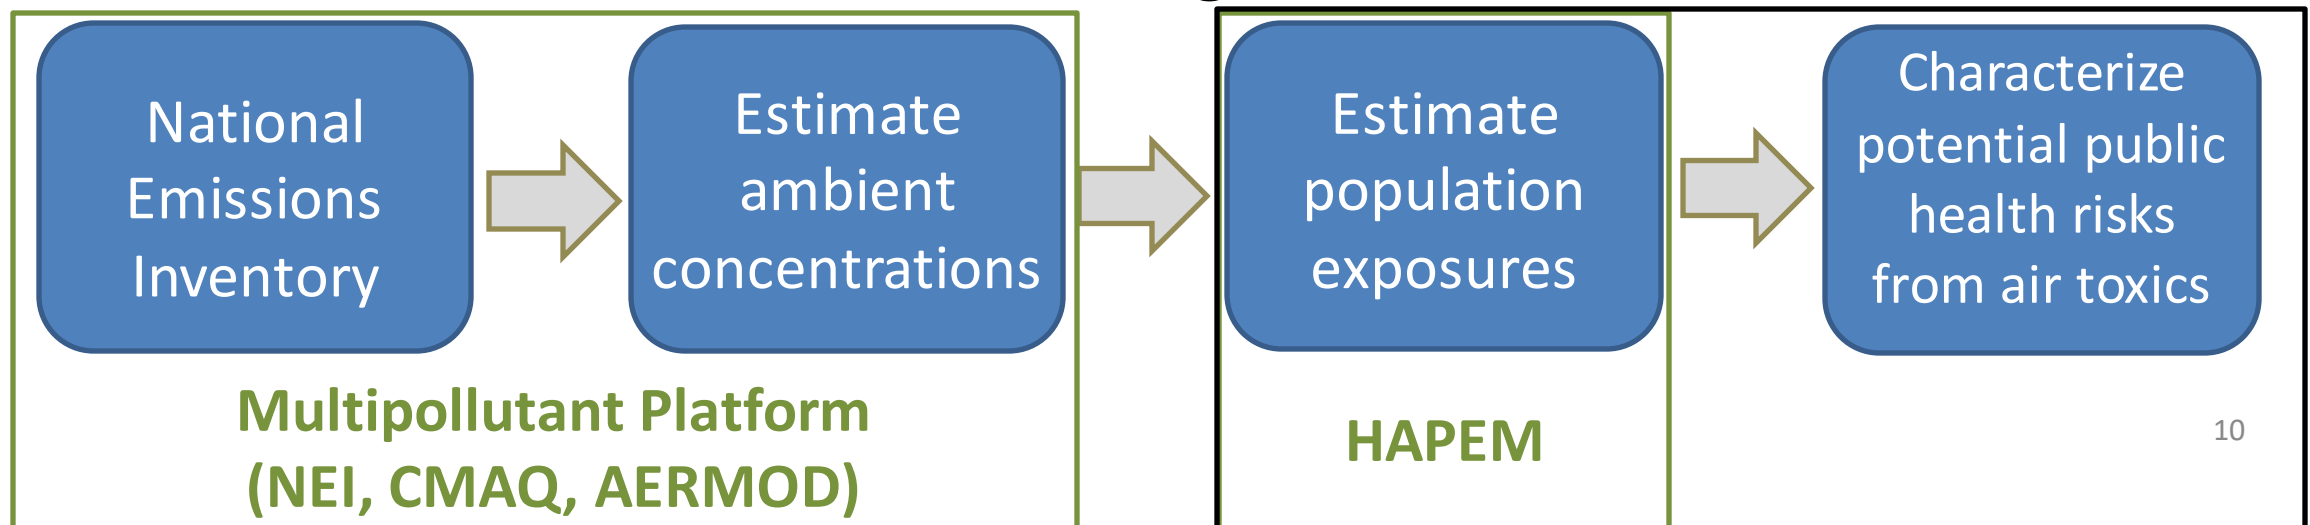 National
Emissions
Inventory
Estimate
ambient
concentrations
Estimate
population
exposures
Characterize
potential public
health risks
from air toxics
Multipollutant Platform
(NEI, CMAQ, AERMOD)
HAPEM
10